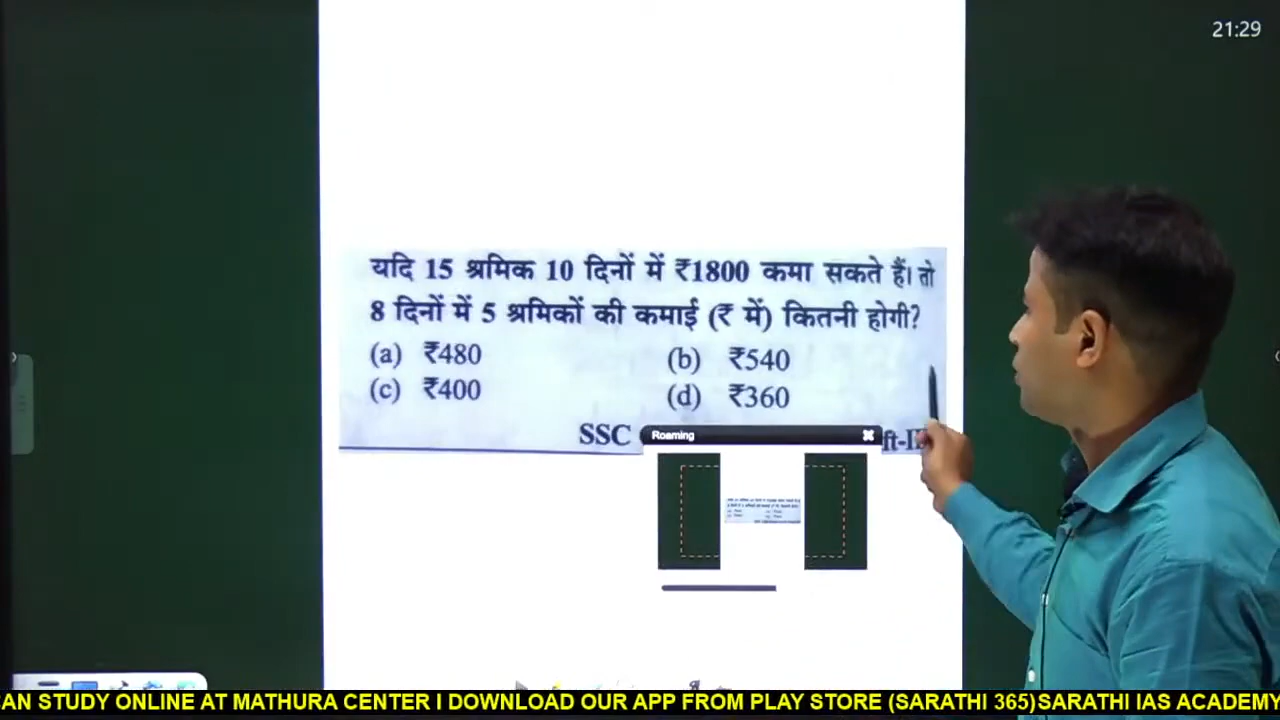 21:29
यदि 15 श्रमिक 10 दिनों में ₹1800 कमा सकते हैं। तो
8 दिनों में 5 श्रमिकों की कमाई (₹ में) कितनी होगी?
(a) ₹480 (b) ₹540
(c) ₹400 (d) ₹360
SSC
Roaming
CAN STUDY ONLINE AT MATHURA CENTER I DOWNLOAD OUR APP FROM PLAY STORE (SARATHI 365)SARATHI IAS ACADEMY